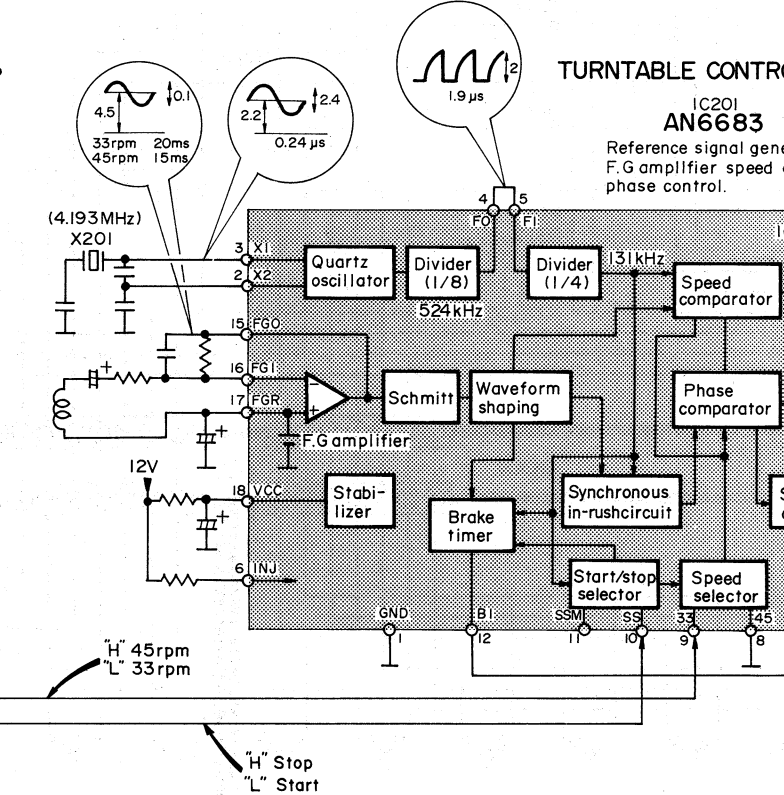 TURNTABLE CONTR
IC201
AN6683
Reference signal gene
F.G amplifier speed
phase control.
0.1
4.5
33rpm 20ms
45rpm 15ms
2.4
2.2
0.24 μs
2
1.9 μs
4 5
FO FI
(4.193MHz)
X201
3 X1
2 X2
Quartz
oscillator
Divider
(1/8)
524kHz
Divider
(1/4)
131kHz
Speed
comparator
15 FGO
16 FGI
17 FGR
−
+
+
+
F.G amplifier
Schmitt
Waveform
shaping
Phase
comparator
12V
18 VCC
+
Stabi-
lizer
Brake
timer
Synchronous
in-rushcircuit
6 INJ
Start/stop
selector
Speed
selector
GND
1
BI
12
SSM
11
SS
10
33
9
45
8
"H" 45rpm
"L" 33rpm
"H" Stop
"L" Start